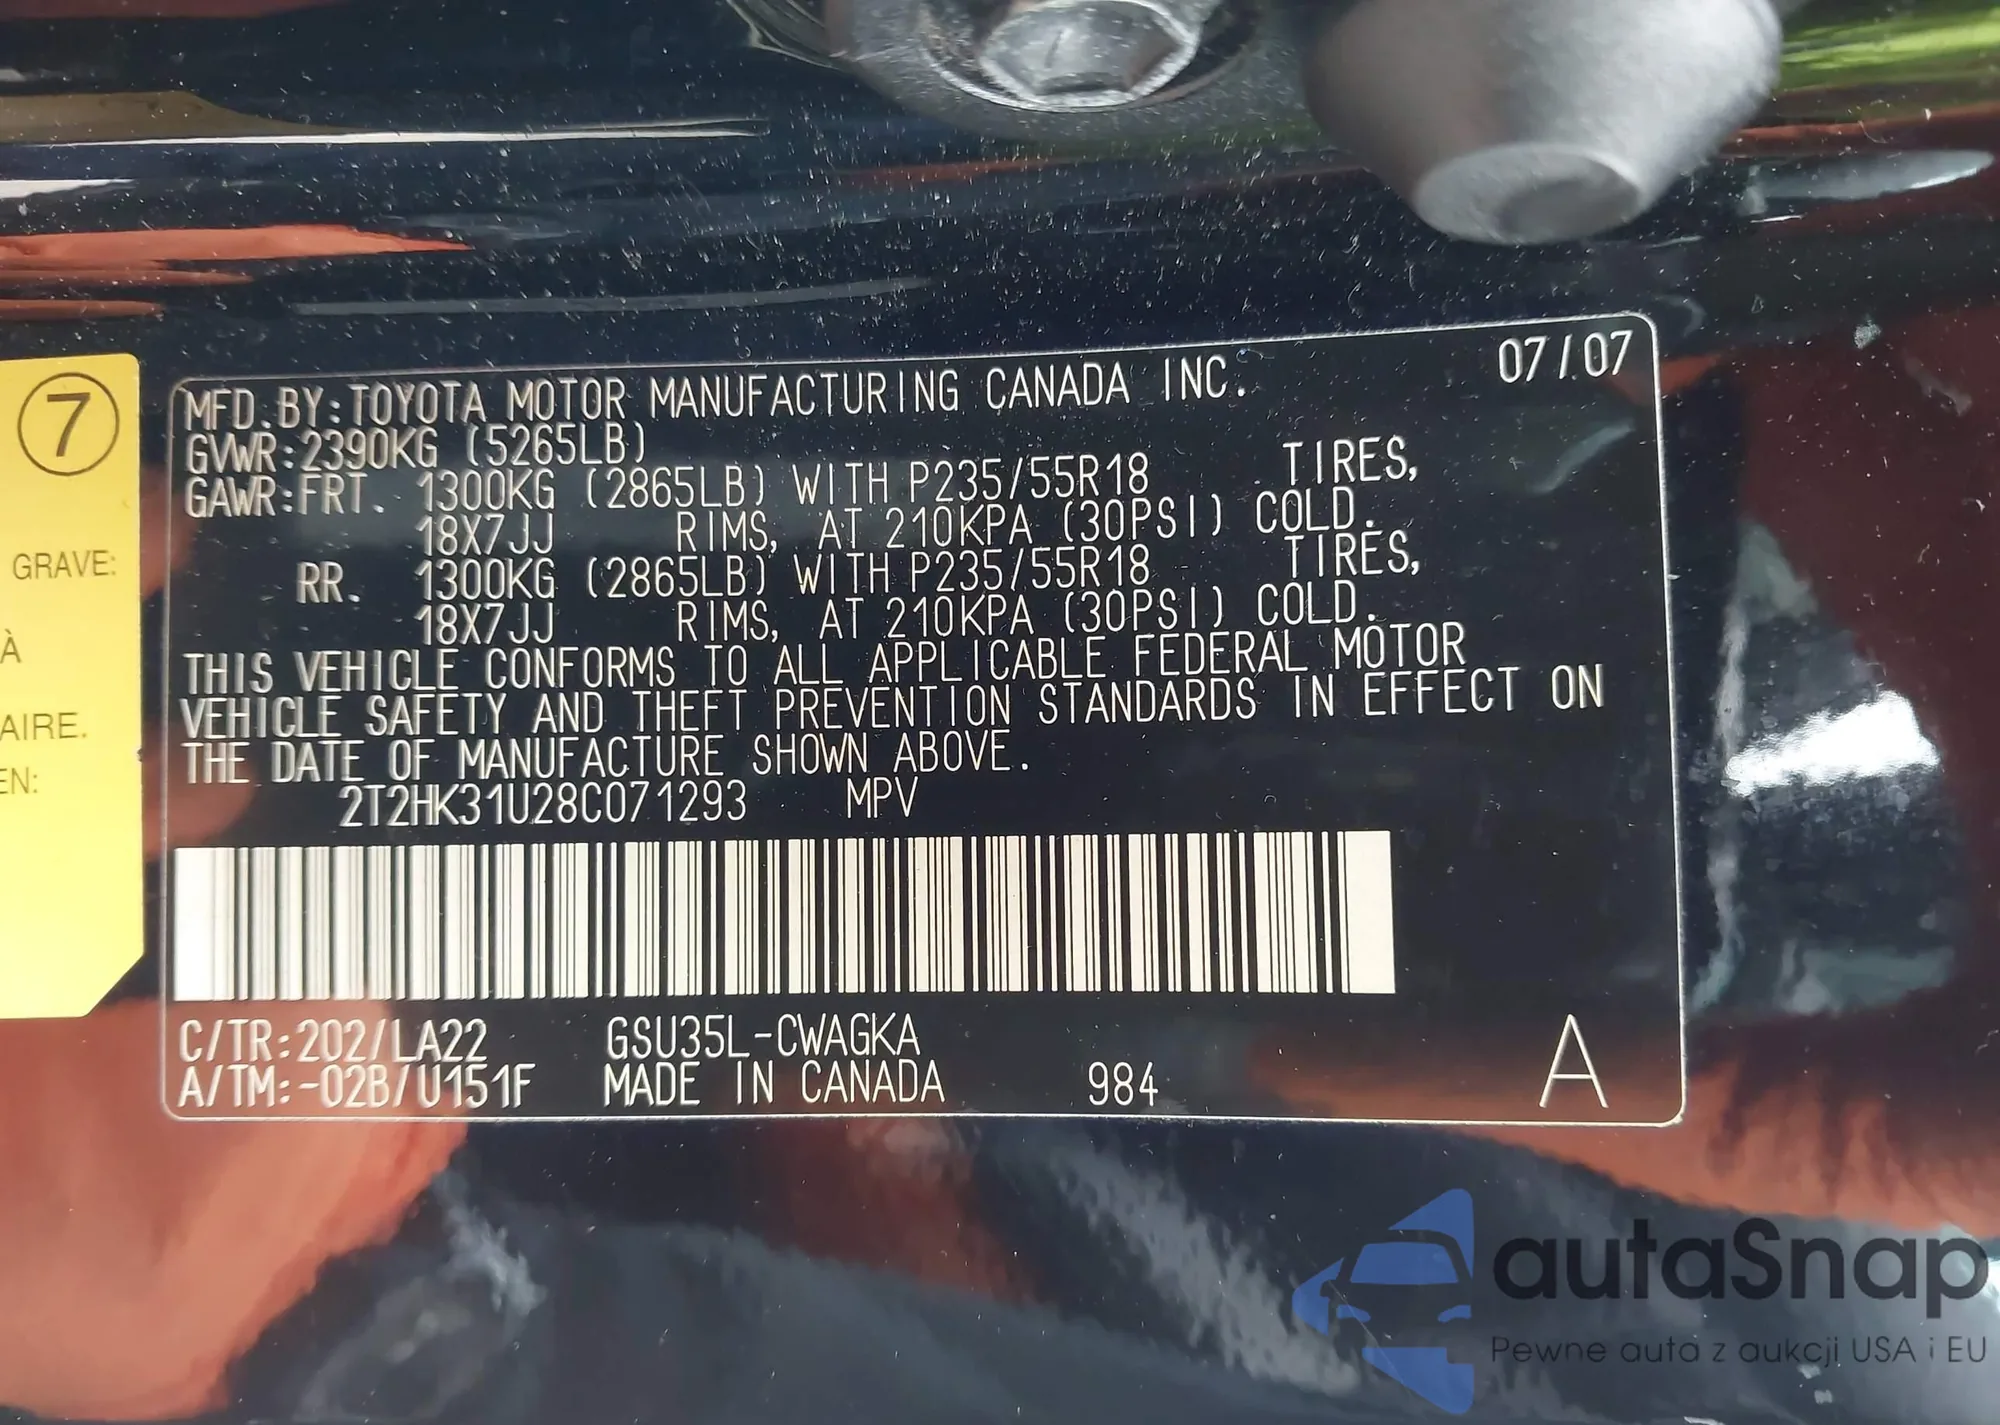 7
GRAVE:
À
AIRE.
EN:
07/07
MFD.BY:TOYOTA MOTOR MANUFACTURING CANADA INC.
GVWR:2390KG (5265LB)
GAWR:FRT. 1300KG (2865LB) WITH P235/55R18 TIRES,
18X7JJ RIMS, AT 210KPA (30PSI) COLD.
RR. 1300KG (2865LB) WITH P235/55R18 TIRES,
18X7JJ RIMS, AT 210KPA (30PSI) COLD.
THIS VEHICLE CONFORMS TO ALL APPLICABLE FEDERAL MOTOR
VEHICLE SAFETY AND THEFT PREVENTION STANDARDS IN EFFECT ON
THE DATE OF MANUFACTURE SHOWN ABOVE.
2T2HK31U28C071293 MPV
C/TR:202/LA22 GSU35L-CWAGKA
A/TM:-02B/U151F MADE IN CANADA 984 A
autaSnap
Pewne auta z aukcji USA i EU